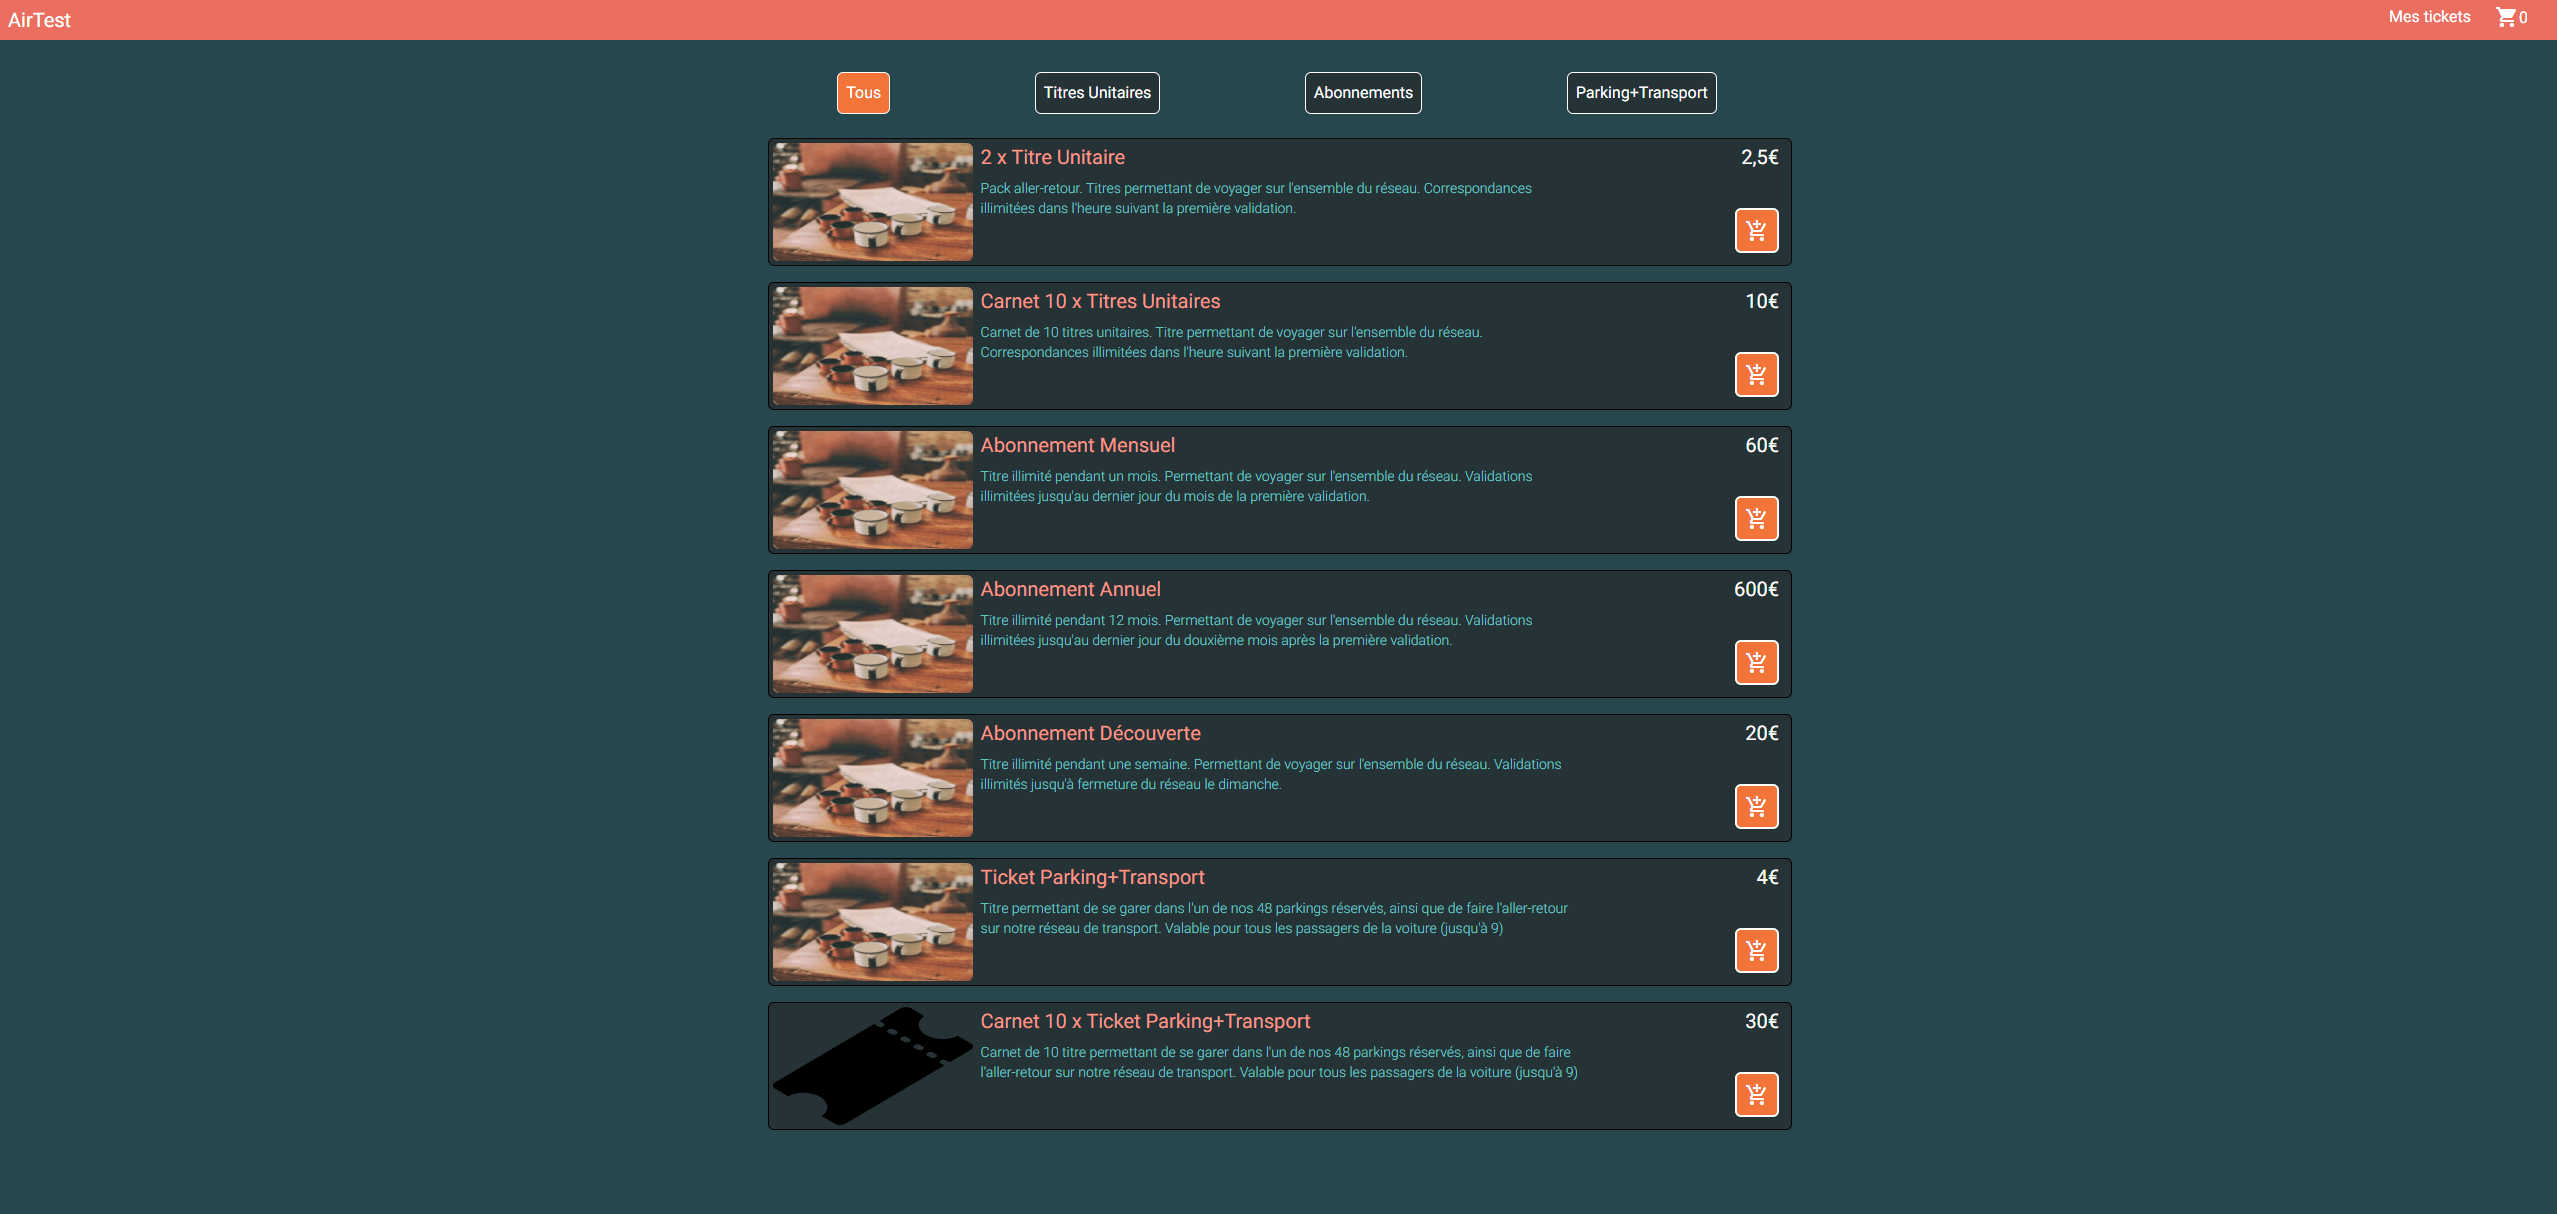 AirTest
Mes tickets 0
Tous
Titres Unitaires
Abonnements
Parking+Transport
2 x Titre Unitaire
2,5€
Pack aller-retour. Titres permettant de voyager sur l'ensemble du réseau. Correspondances
illimitées dans l'heure suivant la première validation.
Carnet 10 x Titres Unitaires
10€
Carnet de 10 titres unitaires. Titre permettant de voyager sur l'ensemble du réseau.
Correspondances illimitées dans l'heure suivant la première validation.
Abonnement Mensuel
60€
Titre illimité pendant un mois. Permettant de voyager sur l'ensemble du réseau. Validations
illimitées jusqu'au dernier jour du mois de la première validation.
Abonnement Annuel
600€
Titre illimité pendant 12 mois. Permettant de voyager sur l'ensemble du réseau. Validations
illimitées jusqu'au dernier jour du douxième mois après la première validation.
Abonnement Découverte
20€
Titre illimité pendant une semaine. Permettant de voyager sur l'ensemble du réseau. Validations
illimités jusqu'à fermeture du réseau le dimanche.
Ticket Parking+Transport
4€
Titre permettant de se garer dans l'un de nos 48 parkings réservés, ainsi que de faire l'aller-retour
sur notre réseau de transport. Valable pour tous les passagers de la voiture (jusqu'à 9)
Carnet 10 x Ticket Parking+Transport
30€
Carnet de 10 titre permettant de se garer dans l'un de nos 48 parkings réservés, ainsi que de faire
l'aller-retour sur notre réseau de transport. Valable pour tous les passagers de la voiture (jusqu'à 9)